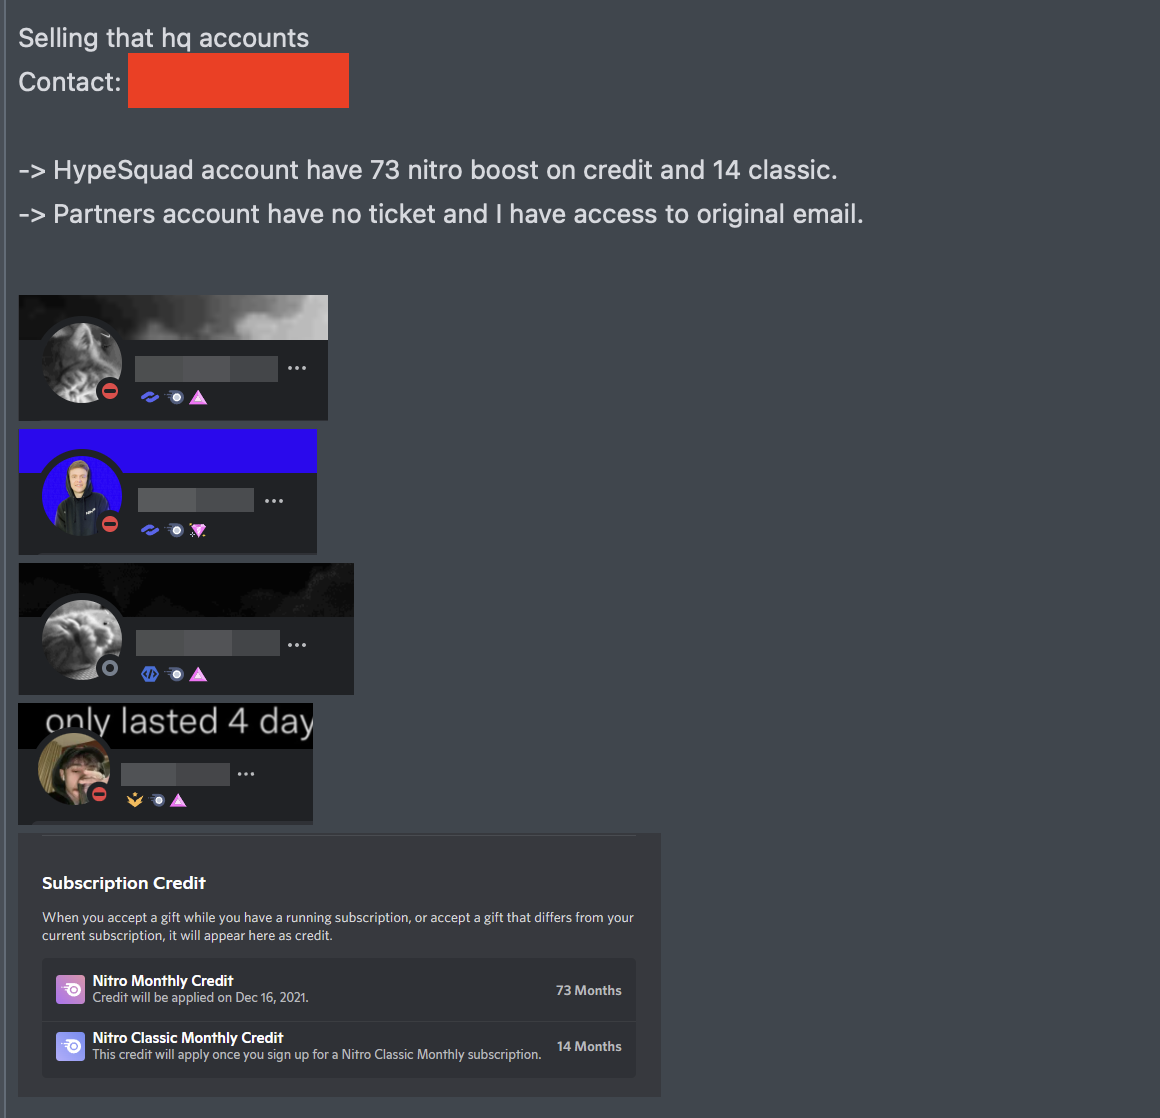 Selling that hq accounts
Contact:
-> HypeSquad account have 73 nitro boost on credit and 14 classic.
-> Partners account have no ticket and I have access to original email.
only lasted 4 day
Subscription Credit
When you accept a gift while you have a running subscription, or accept a gift that differs from your
current subscription, it will appear here as credit.
Nitro Monthly Credit
Credit will be applied on Dec 16, 2021.
73 Months
Nitro Classic Monthly Credit
This credit will apply once you sign up for a Nitro Classic Monthly subscription.
14 Months